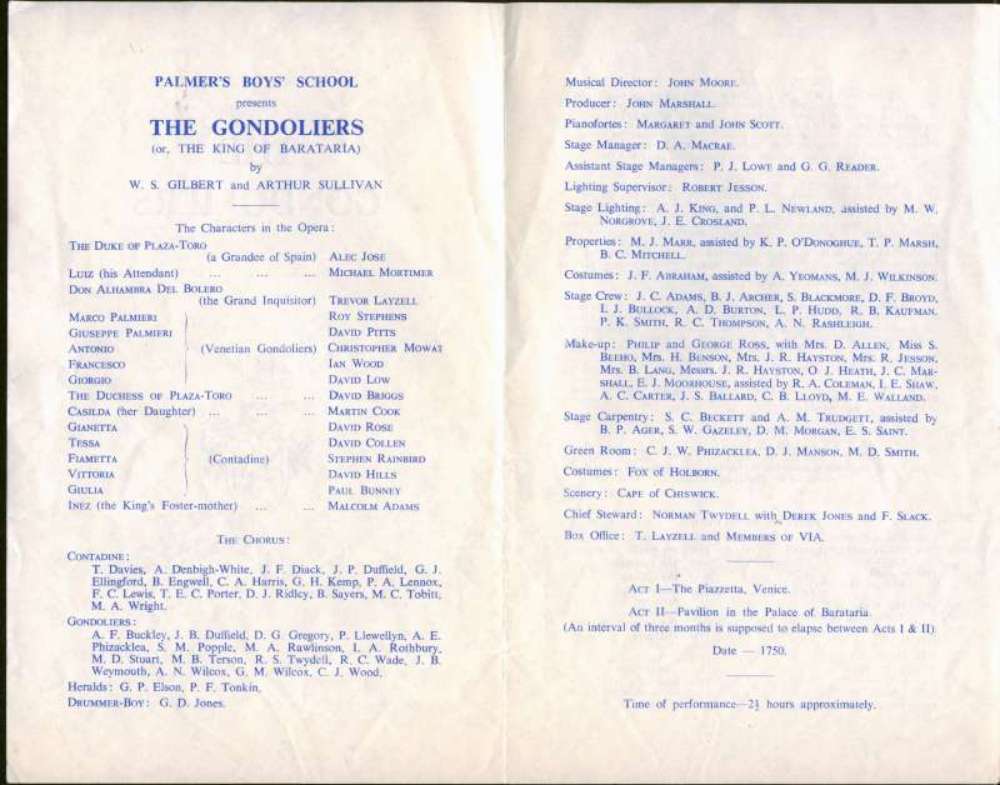 PALMER'S BOYS' SCHOOL
presents
THE GONDOLIERS
(or, THE KING OF BARATARIA)
by
W. S. GILBERT and ARTHUR SULLIVAN
The Characters in the Opera:
THE DUKE OF PLAZA-TORO
(a Grandee of Spain) ALEC JOSE
LUIZ (his Attendant) ... ... ... MICHAEL MORTIMER
DON ALHAMBRA DEL BOLERO
(the Grand Inquisitor) TREVOR LAYZELL
MARCO PALMIERI ROY STEPHENS
GIUSEPPE PALMIERI DAVID PITTS
ANTONIO (Venetian Gondoliers) CHRISTOPHER MOWAT
FRANCESCO IAN WOOD
GIORGIO DAVID LOW
THE DUCHESS OF PLAZA-TORO ... ... DAVID BRIGGS
CASILDA (her Daughter) ... ... ... MARTIN COOK
GIANETTA DAVID ROSE
TESSA DAVID COLLEN
FIAMETTA (Contadine) STEPHEN RAINBIRD
VITTORIA DAVID HILLS
GIULIA PAUL BUNNEY
INEZ (the King's Foster-mother) ... ... MALCOLM ADAMS
THE CHORUS:
CONTADINE:
T. Davies, A. Denbigh-White, J. F. Diack, J. P. Duffield, G. J.
Ellingford, B. Engwell, C. A. Harris, G. H. Kemp, P. A. Lennox,
F. C. Lewis, T. E. C. Porter, D. J. Ridley, B. Sayers, M. C. Tobitt,
M. A. Wright.
GONDOLIERS:
A. F. Buckley, J. B. Duffield, D. G. Gregory, P. Llewellyn, A. E.
Phizacklea, S. M. Popple, M. A. Rawlinson, I. A. Rothbury,
M. D. Stuart, M. B. Terson, R. S. Twydell, R. C. Wade, J. B.
Weymouth, A. N. Wilcox, G. M. Wilcox, C. J. Wood.
Heralds: G. P. Elson, P. F. Tonkin.
DRUMMER-BOY: G. D. Jones.
Musical Director: JOHN MOORE.
Producer: JOHN MARSHALL.
Pianofortes: MARGARET and JOHN SCOTT.
Stage Manager: D. A. MACRAE.
Assistant Stage Managers: P. J. LOWE and G. G. READER.
Lighting Supervisor: ROBERT JESSON.
Stage Lighting: A. J. KING, and P. L. NEWLAND, assisted by M. W.
NORGROVE, J. E. CROSLAND.
Properties: M. J. MARR, assisted by K. P. O'DONOGHUE, T. P. MARSH,
B. C. MITCHELL.
Costumes: J. F. ABRAHAM, assisted by A. YEOMANS, M. J. WILKINSON.
Stage Crew: J. C. ADAMS, B. J. ARCHER, S. BLACKMORE, D. F. BROYD,
I. J. BULLOCK, A. D. BURTON, L. P. HUDD, R. B. KAUFMAN,
P. K. SMITH, R. C. THOMPSON, A. N. RASHLEIGH.
Make-up: PHILIP and GEORGE ROSS, with Mrs. D. ALLEN, Miss S.
BEEHO, Mrs. H. BENSON, Mrs. J. R. HAYSTON, Mrs. R. JESSON,
Mrs. B. LANG, Messrs. J. R. HAYSTON, O J. HEATH, J. C. MAR-
SHALL, E. J. MOORHOUSE, assisted by R. A. COLEMAN, I. E. SHAW,
A. C. CARTER, J. S. BALLARD, C. B. LLOYD, M. E. WALLAND.
Stage Carpentry: S. C. BECKETT and A. M. TRUDGETT, assisted by
B. P. AGER, S. W. GAZELEY, D. M. MORGAN, E. S. SAINT.
Green Room: C. J. W. PHIZACKLEA, D. J. MANSON, M. D. SMITH.
Costumes: FOX of HOLBORN.
Scenery: CAPE of CHISWICK.
Chief Steward: NORMAN TWYDELL with DEREK JONES and F. SLACK.
Box Office: T. LAYZELL and MEMBERS OF VIA.
ACT I—The Piazzetta, Venice.
ACT II—Pavilion in the Palace of Barataria.
(An interval of three months is supposed to elapse between Acts I & II)
Date — 1750.
Time of performance—2½ hours approximately.